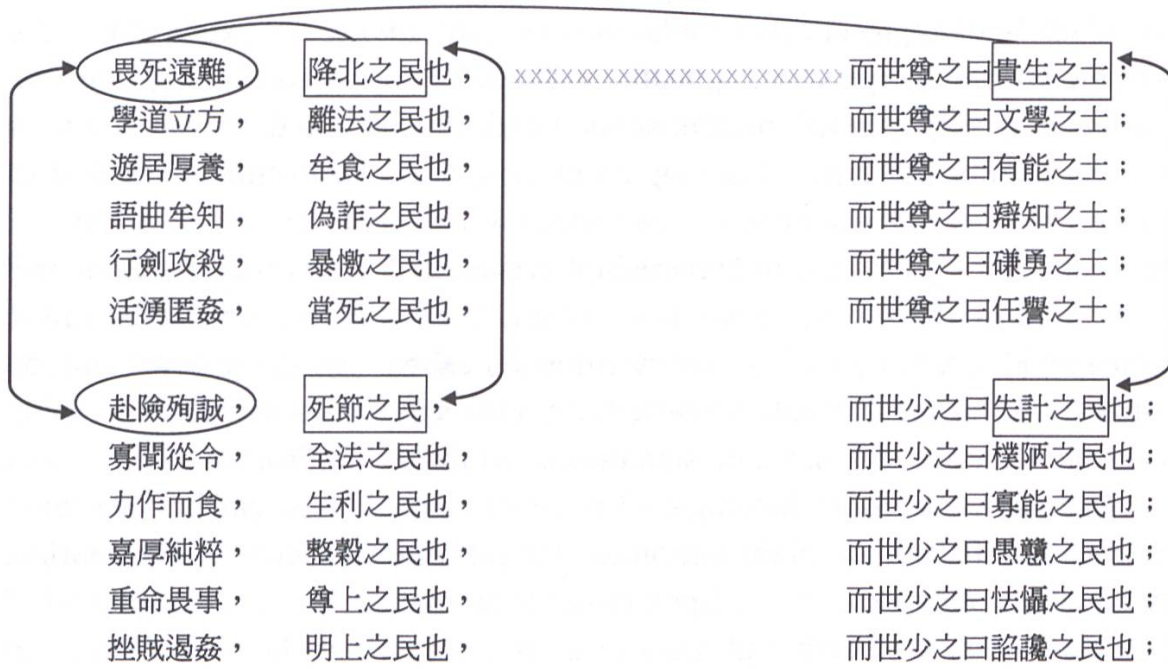 畏死遠難, 降北之民也, xxxxxxxxxxxxxxxxxxxxxxx 而世尊之曰貴生之士;
學道立方, 離法之民也, 而世尊之曰文學之士;
遊居厚養, 牟食之民也, 而世尊之曰有能之士;
語曲牟知, 偽詐之民也, 而世尊之曰辯知之士;
行劍攻殺, 暴憿之民也, 而世尊之曰磏勇之士;
活湧匿姦, 當死之民也, 而世尊之曰任譽之士;
赴險殉誠, 死節之民, 而世少之曰失計之民也;
寡聞從令, 全法之民也, 而世少之曰樸陋之民也;
力作而食, 生利之民也, 而世少之曰寡能之民也;
嘉厚純粹, 整穀之民也, 而世少之曰愚戆之民也;
重命畏事, 尊上之民也, 而世少之曰怯懾之民也;
挫賊遏姦, 明上之民也, 而世少之曰諂讒之民也;